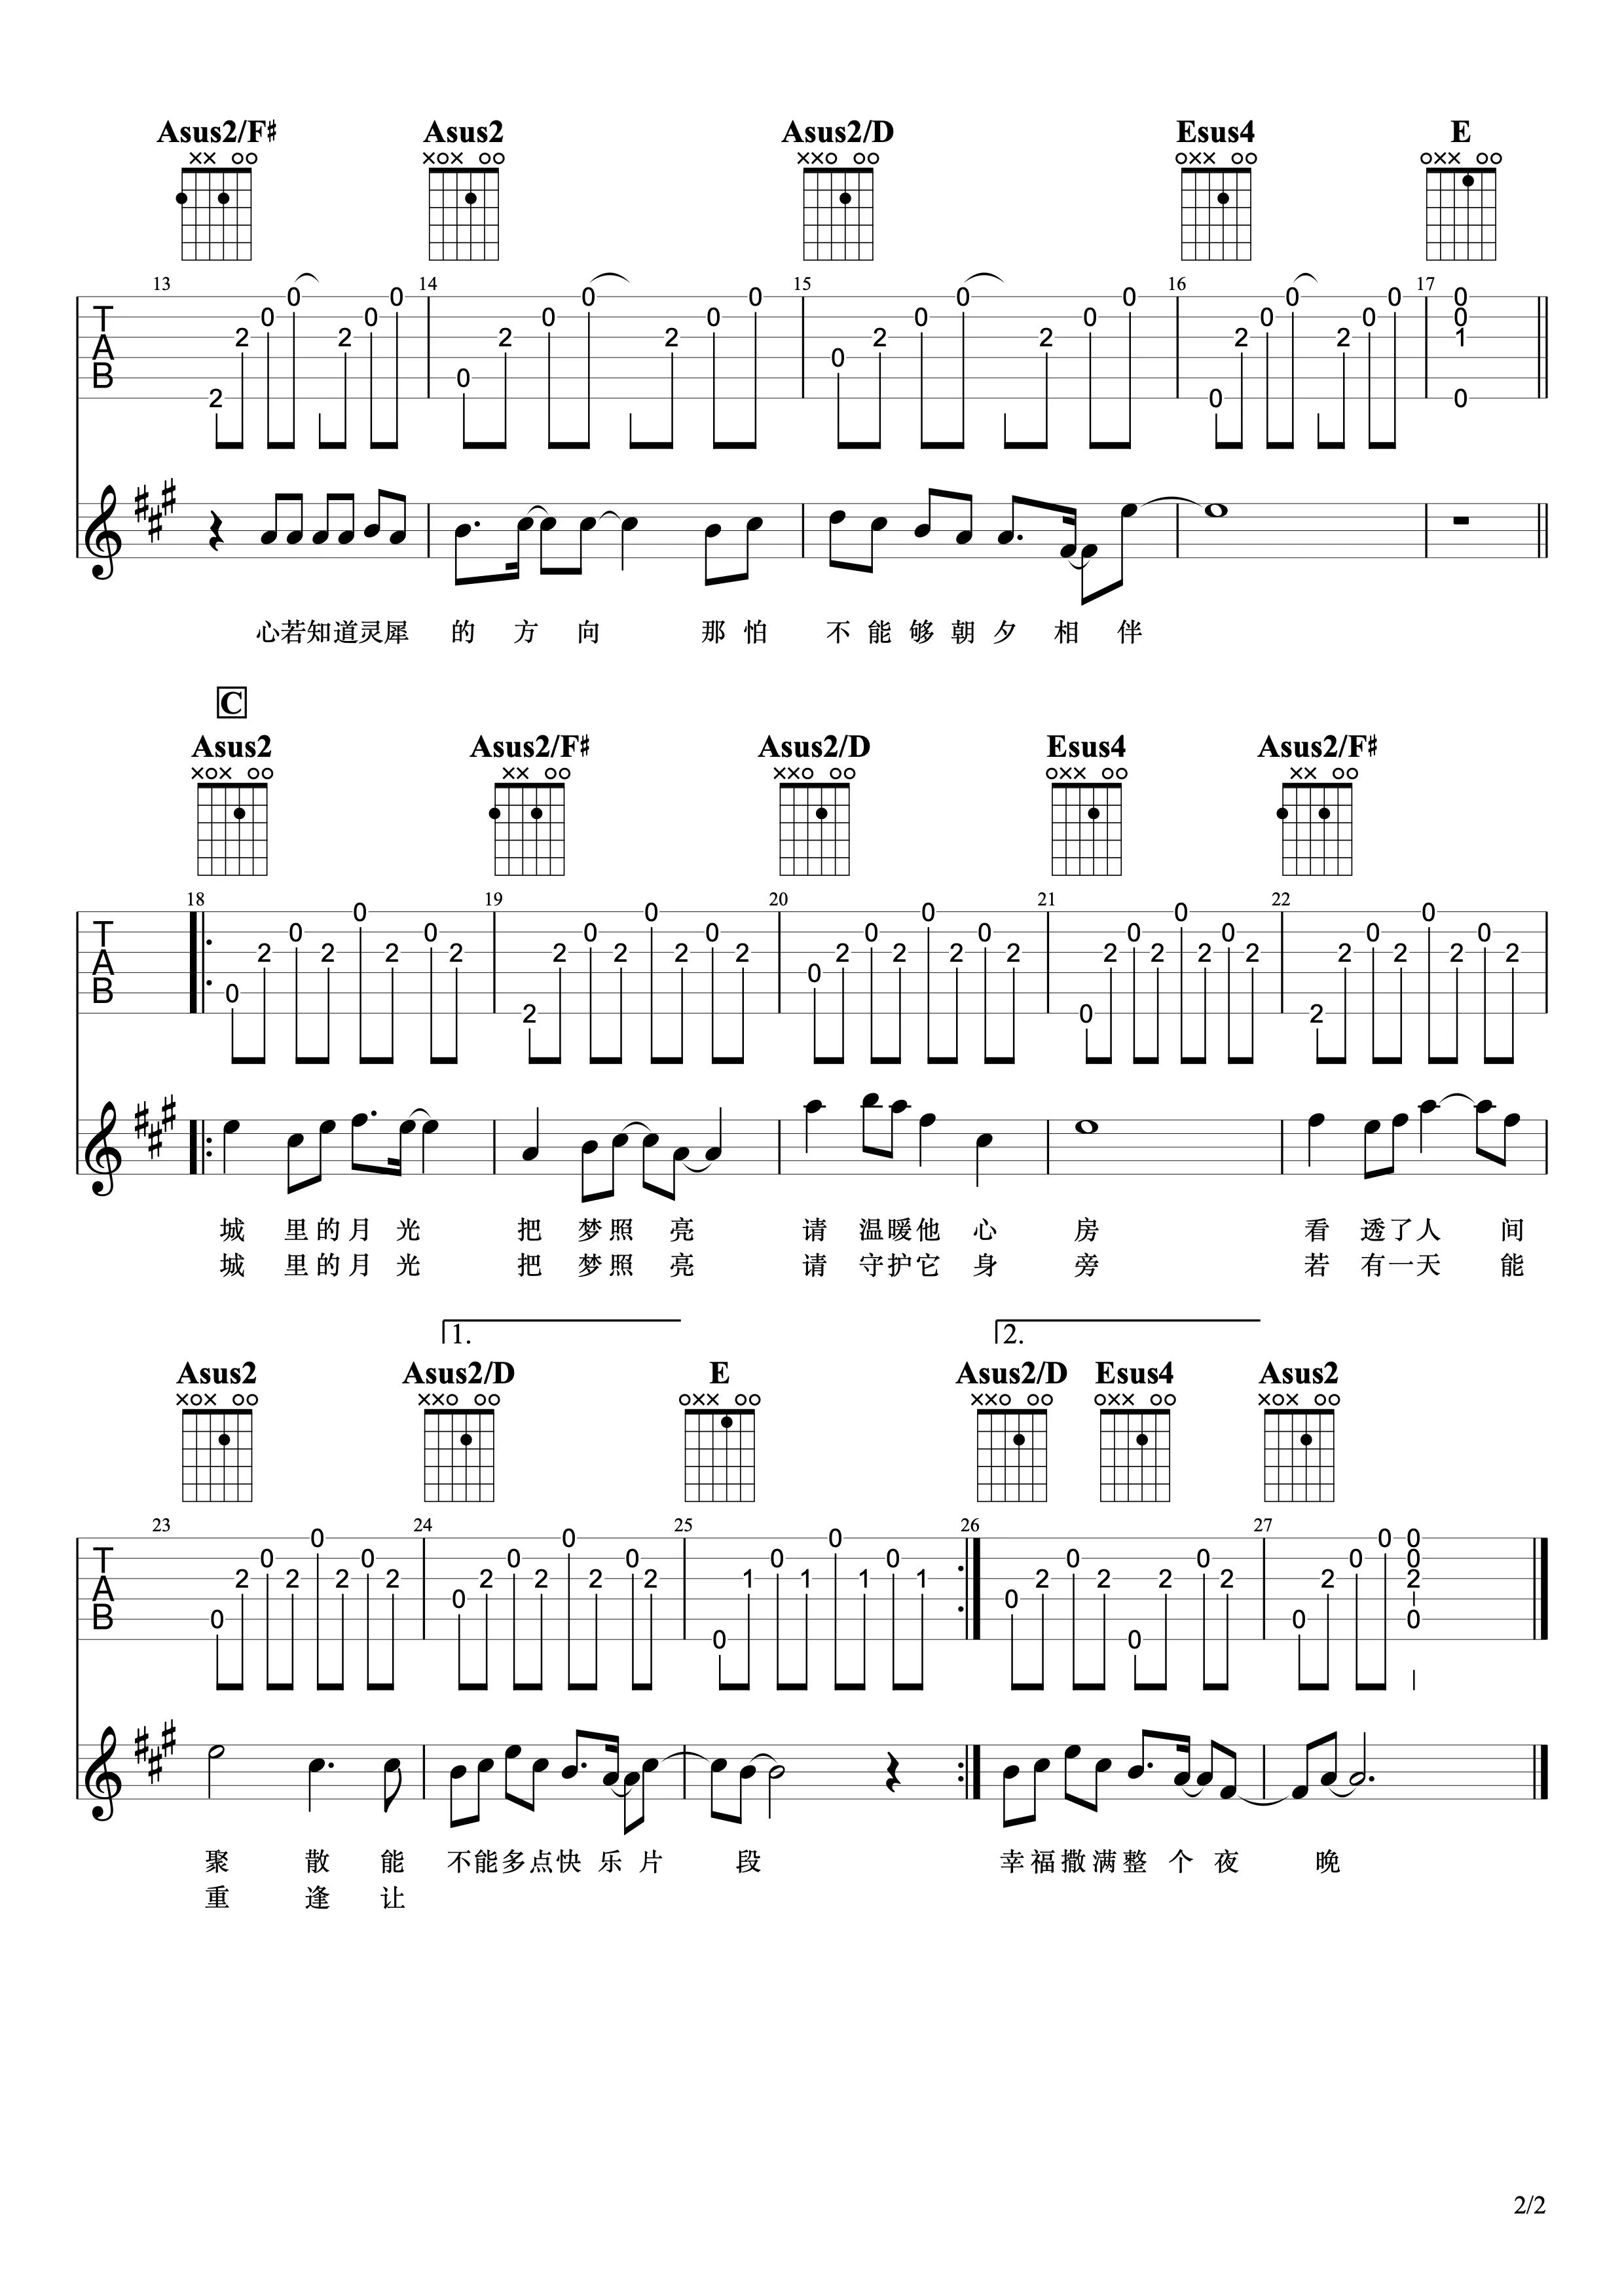 Asus2/F♯ Asus2 Asus2/D Esus4 E
13 14 15 16 17
心若知道灵犀 的 方 向 那 怕 不 能 够 朝 夕 相 伴
C
Asus2 Asus2/F♯ Asus2/D Esus4 Asus2/F♯
18 19 20 21 22
城 里 的 月 光 把 梦 照 亮 请 温 暖 他 心 房 看 透 了 人 间
城 里 的 月 光 把 梦 照 亮 请 守 护 它 身 旁 若 有 一 天 能
1. 2.
Asus2 Asus2/D E Asus2/D Esus4 Asus2
23 24 25 26 27
聚 散 能 不 能 多 点 快 乐 片 段 幸 福 撒 满 整 个 夜 晚
重 逢 让
2/2